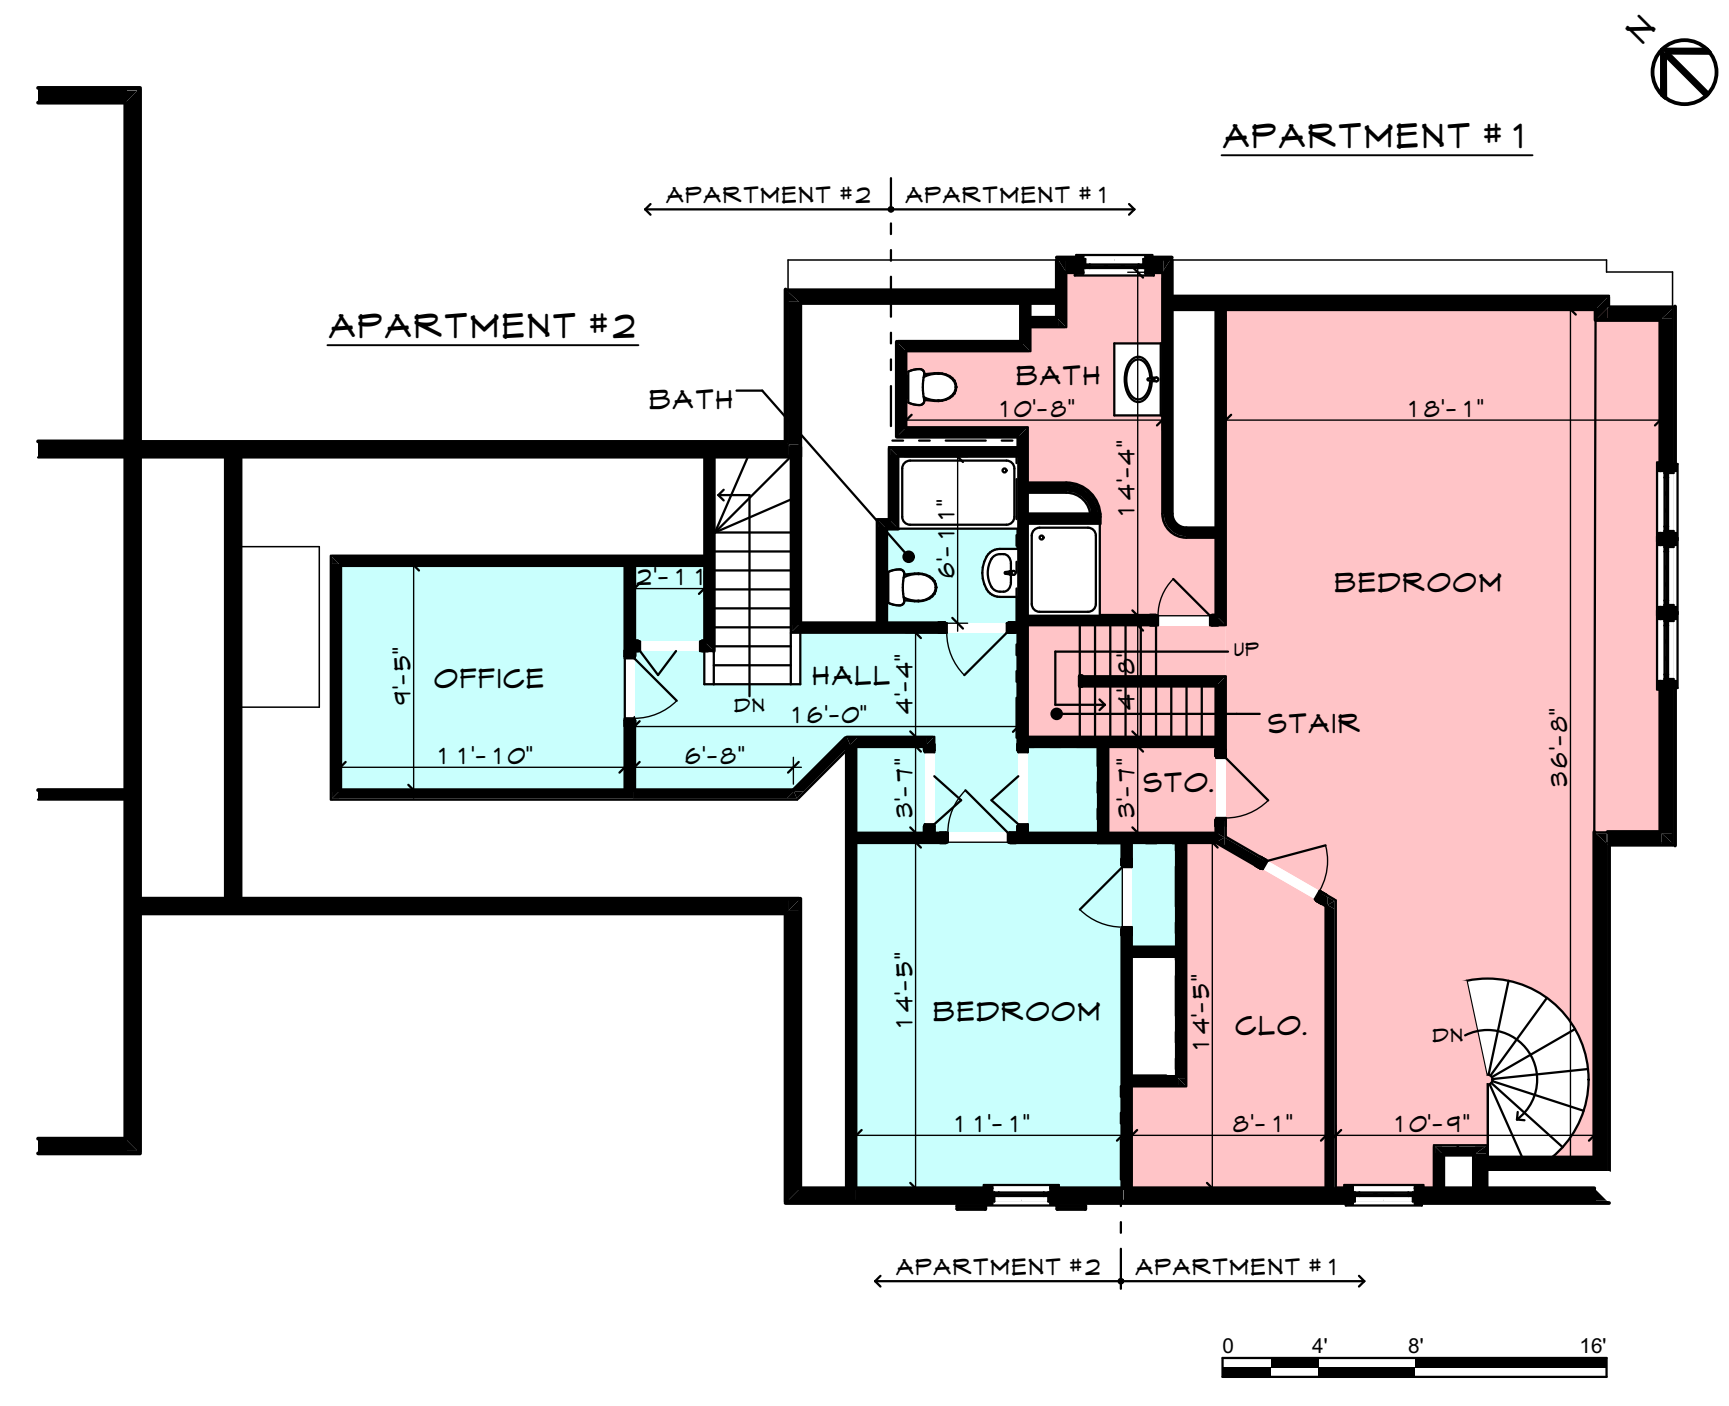 N
APARTMENT #1
APARTMENT #2
APARTMENT #1
APARTMENT #2
BATH
BATH
10'-8"
18'-1"
14'-4"
6'-11"
BEDROOM
2'-11
UP
9'-5"
OFFICE
HALL
4'-4"
4'-8"
DN
16'-0"
STAIR
11'-10"
6'-8"
3'-7"
3'-7"
STO.
36'-8"
14'-5"
BEDROOM
14'-5"
CLO.
DN
11'-1"
8'-1"
10'-9"
APARTMENT #2
APARTMENT #1
0 4' 8' 16'